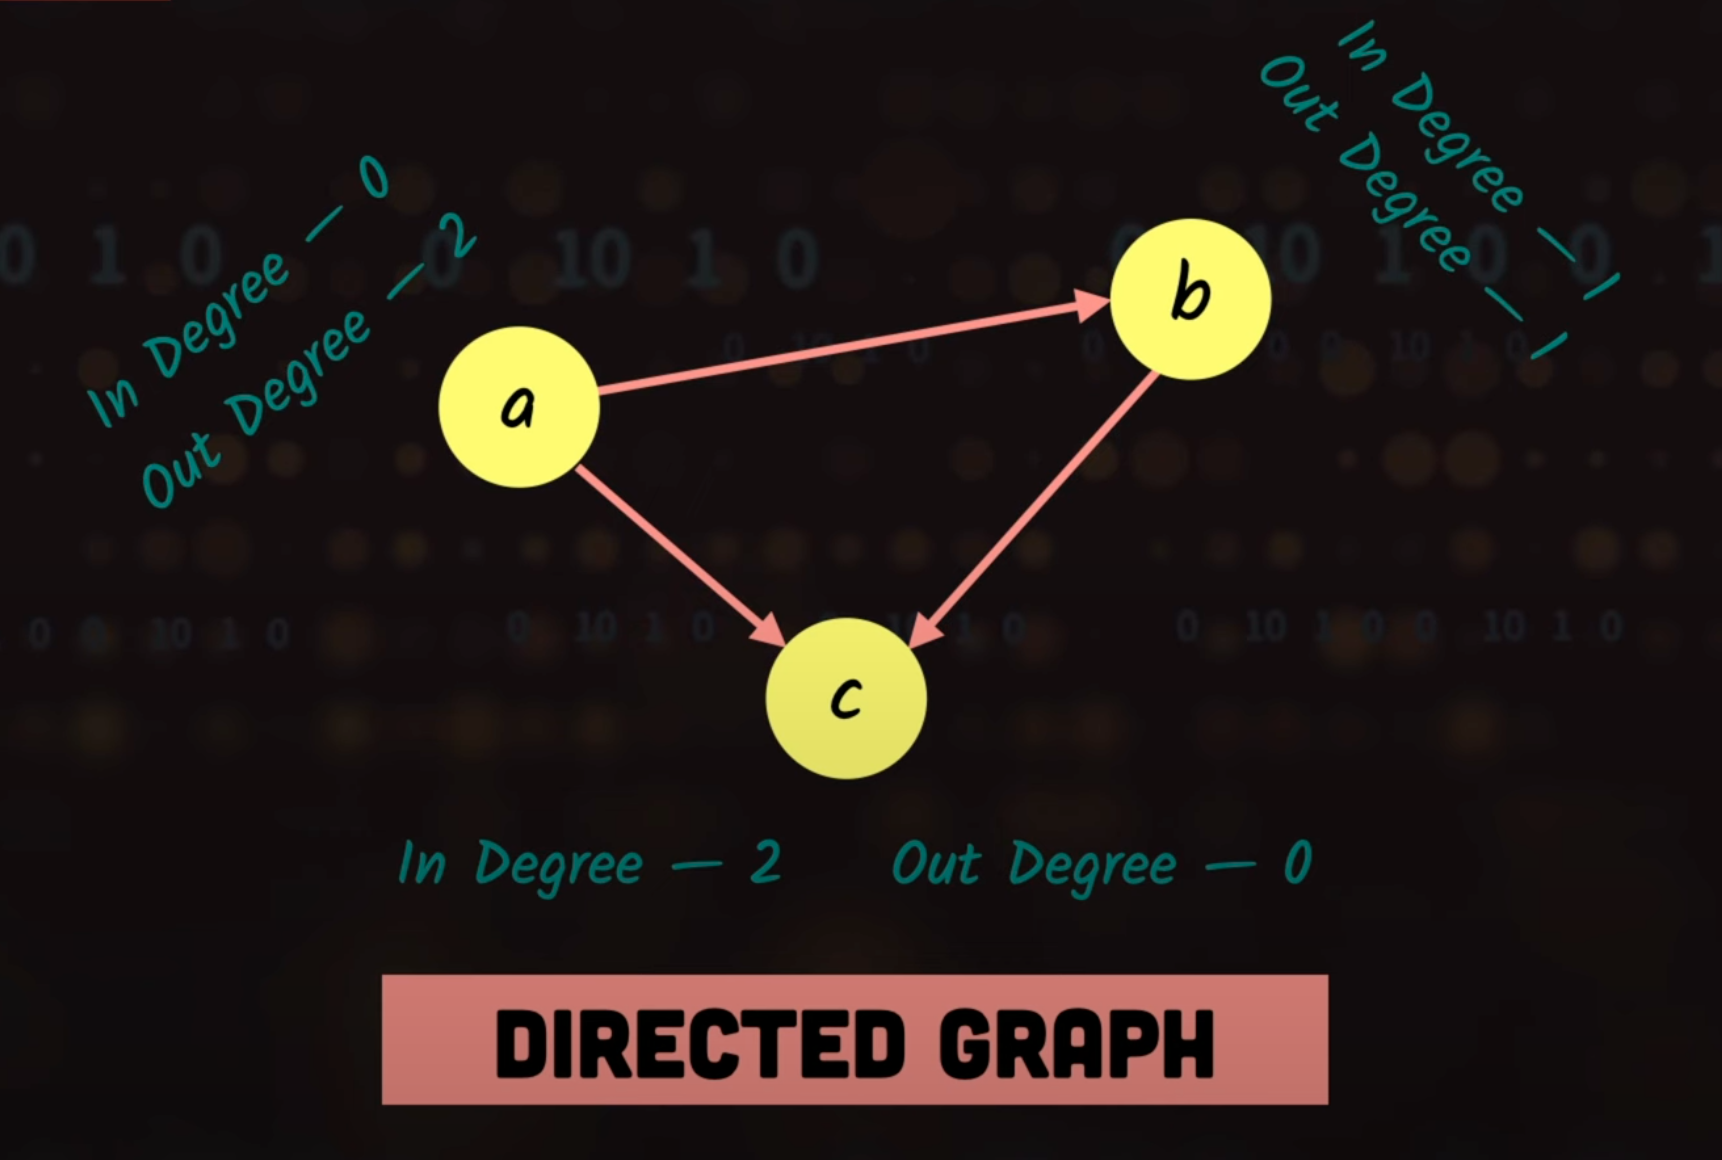 In Degree — 0
Out Degree — 2
In Degree — 1
Out Degree — 1
a
b
c
In Degree — 2 Out Degree — 0
DIRECTED GRAPH